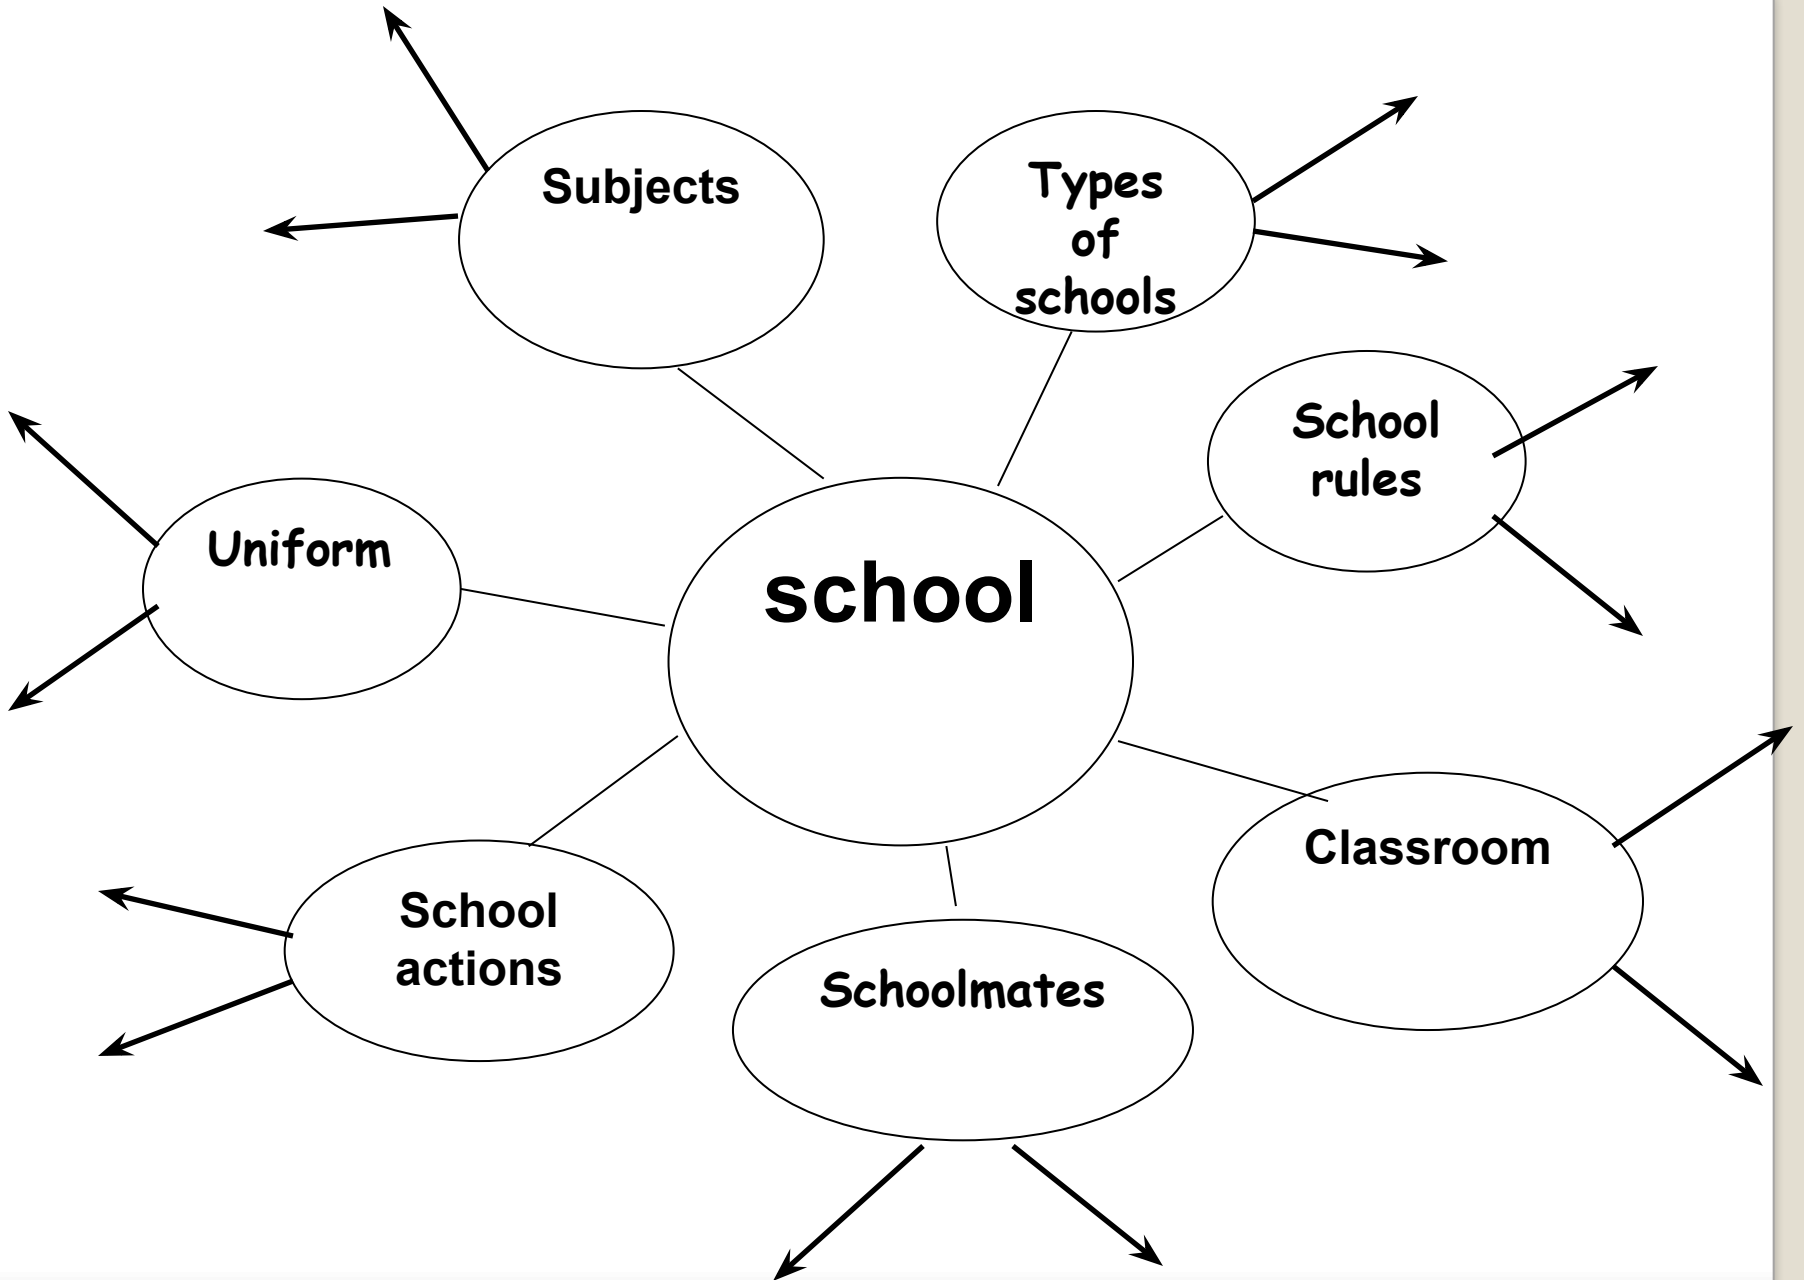 Subjects
Types
of
schools
School
rules
Uniform
school
Classroom
School
actions
Schoolmates